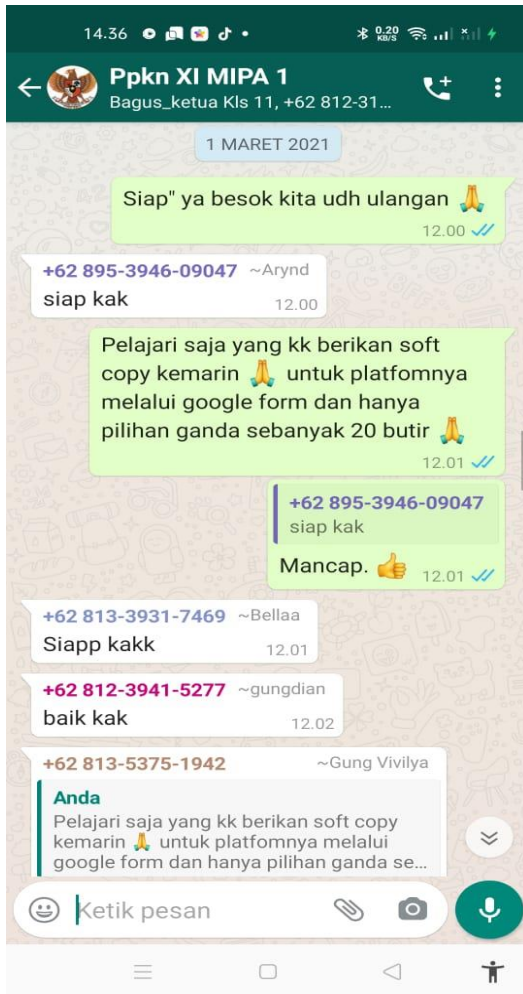 14.36
0.20
KB/S
Ppkn XI MIPA 1
Bagus_ketua Kls 11, +62 812-31...
1 MARET 2021
Siap" ya besok kita udh ulangan 🙏
12.00
+62 895-3946-09047 ~Arynd
siap kak
12.00
Pelajari saja yang kk berikan soft
copy kemarin 🙏 untuk platfomnya
melalui google form dan hanya
pilihan ganda sebanyak 20 butir 🙏
12.01
+62 895-3946-09047
siap kak
Mancap. 👍
12.01
+62 813-3931-7469 ~Bellaa
Siapp kakk
12.01
+62 812-3941-5277 ~gungdian
baik kak
12.02
+62 813-5375-1942 ~Gung Vivilya
Anda
Pelajari saja yang kk berikan soft copy
kemarin 🙏 untuk platfomnya melalui
google form dan hanya pilihan ganda se...
Ketik pesan